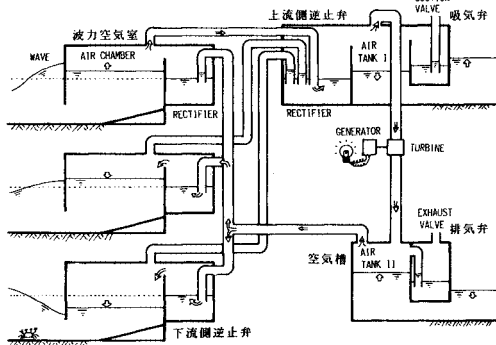 上流側逆止弁
VALVE
吸気弁
波力空気室
WAVE
AIR CHAMBER
AIR
TANK I
RECTIFIER
RECTIFIER
GENERATOR
TURBINE
EXHAUST
VALVE
排気弁
空気槽
AIR
TANK II
下流側逆止弁